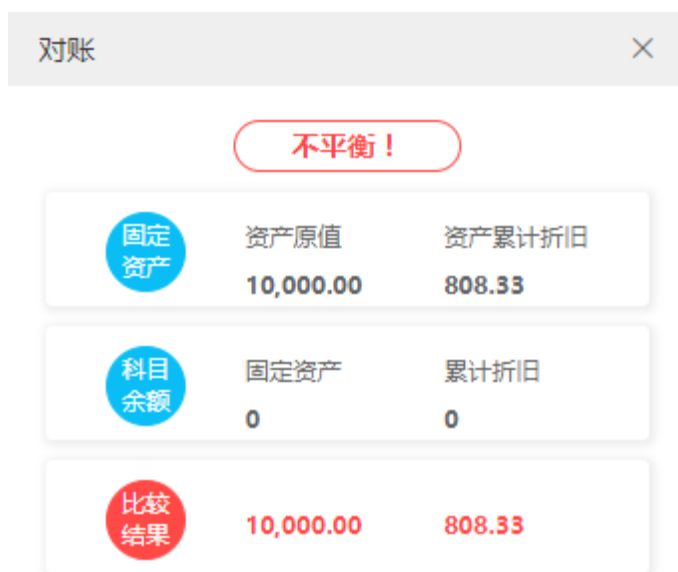 对账
不平衡！
固定
资产
资产原值
资产累计折旧
10,000.00
808.33
科目
余额
固定资产
累计折旧
0
0
比较
结果
10,000.00
808.33